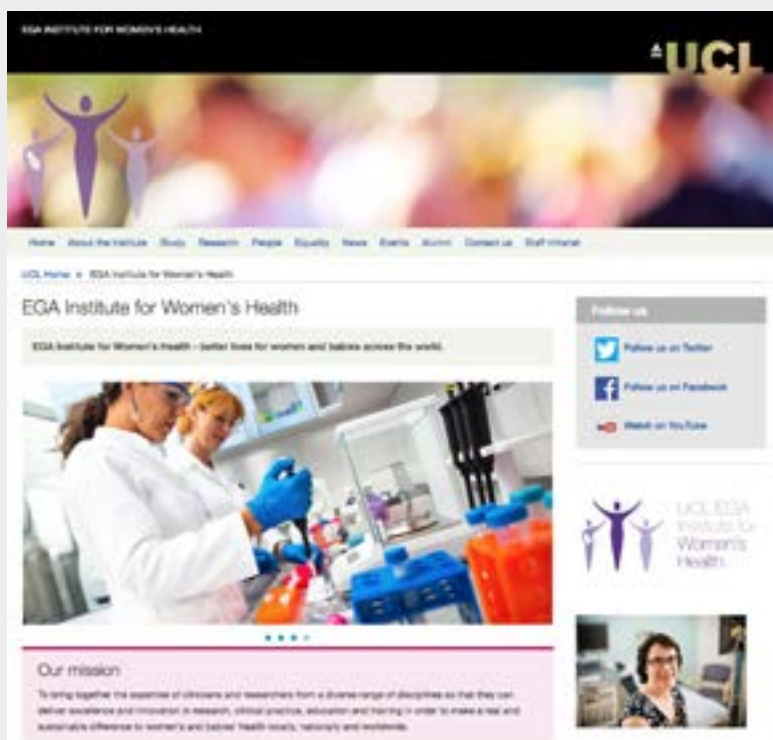 EGA INSTITUTE FOR WOMEN'S HEALTH
UCL
Home About the Institute Study Research People Equality News Events Alumni Contact us Staff Intranet
UCL Home » EGA Institute for Women's Health
EGA Institute for Women's Health
EGA Institute for Women's Health - better lives for women and babies across the world.
Follow us
Follow us on Twitter
Follow us on Facebook
Watch on YouTube
UCL EGA
Institute for
Women's
Health
Our mission
To bring together the expertise of clinicians and researchers from a diverse range of disciplines so that they can
deliver excellence and innovation in research, clinical practice, education and training in order to make a real and
sustainable difference to women's and babies' health locally, nationally and worldwide.